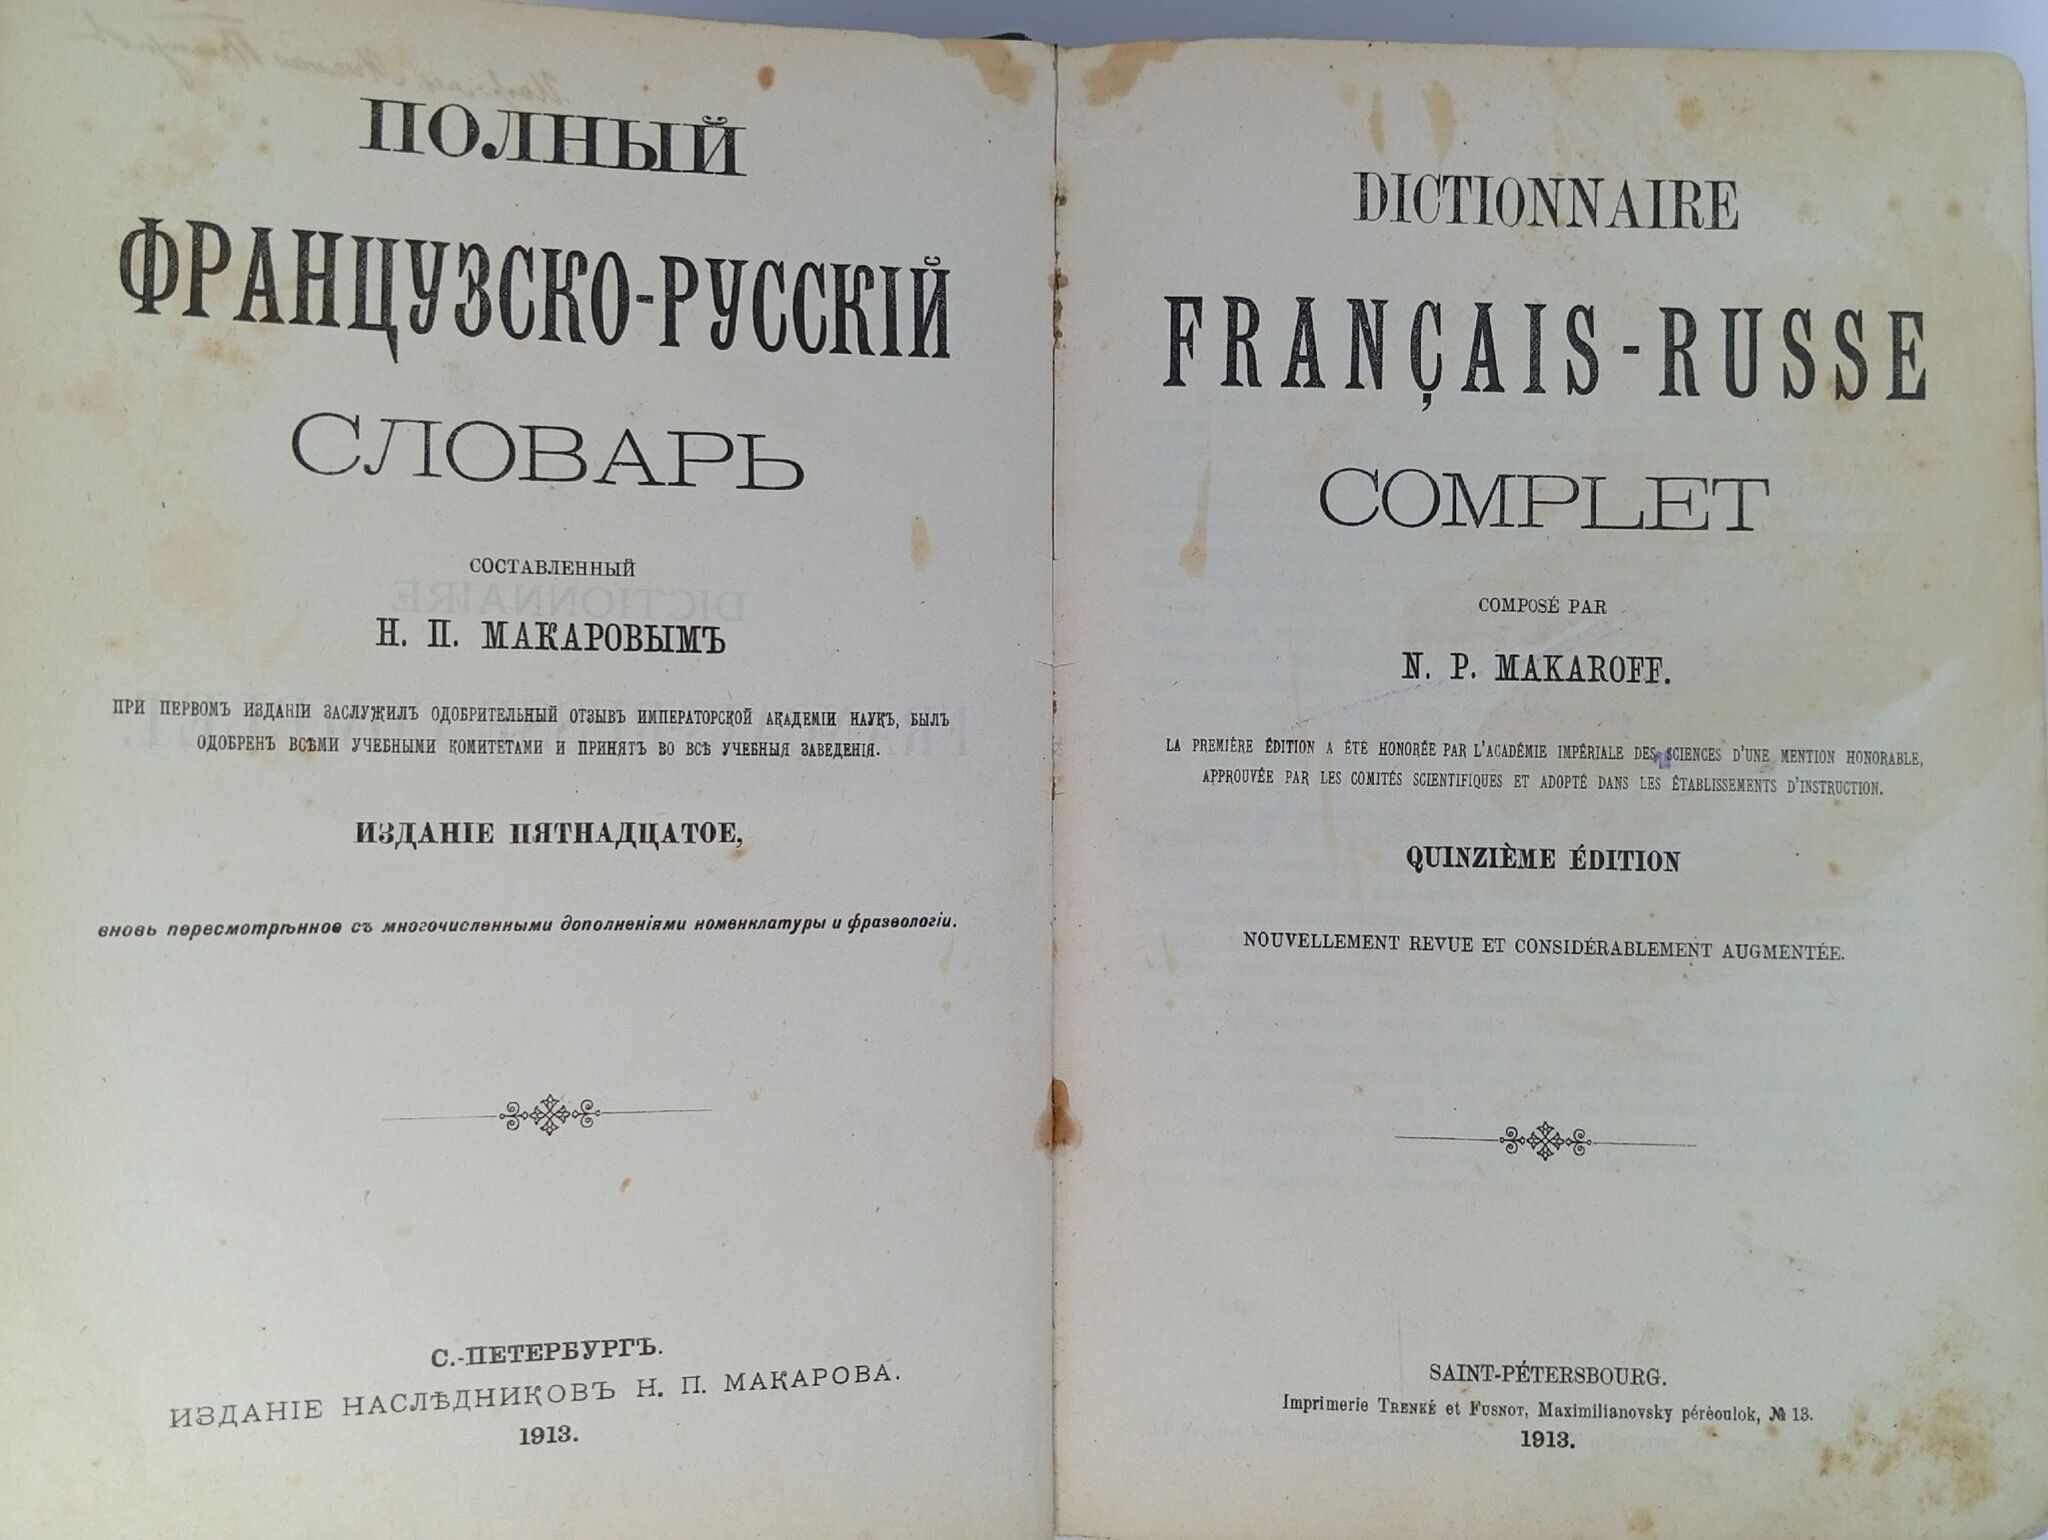 ПОЛНЫЙ
ФРАНЦУЗСКО-РУССКІЙ
СЛОВАРЬ
СОСТАВЛЕННЫЙ
Н. П. МАКАРОВЫМЪ
ПРИ ПЕРВОМЪ ИЗДАНІИ ЗАСЛУЖИЛЪ ОДОБРИТЕЛЬНЫЙ ОТЗЫВЪ ИМПЕРАТОРСКОЙ АКАДЕМІИ НАУКЪ, БЫЛЪ
ОДОБРЕНЪ ВСѢМИ УЧЕБНЫМИ КОМИТЕТАМИ И ПРИНЯТЪ ВО ВСѢ УЧЕБНЫЯ ЗАВЕДЕНІЯ.
ИЗДАНІЕ ПЯТНАДЦАТОЕ,
вновь пересмотрѣнное съ многочисленными дополненіями номенклатуры и фразеологіи.
С.-ПЕТЕРБУРГЪ.
ИЗДАНІЕ НАСЛѢДНИКОВЪ Н. П. МАКАРОВА.
1913.
DICTIONNAIRE
FRANÇAIS-RUSSE
COMPLET
COMPOSÉ PAR
N. P. MAKAROFF.
LA PREMIÈRE ÉDITION A ÉTÉ HONORÉE PAR L'ACADÉMIE IMPÉRIALE DES SCIENCES D'UNE MENTION HONORABLE,
APPROUVÉE PAR LES COMITÉS SCIENTIFIQUES ET ADOPTÉ DANS LES ÉTABLISSEMENTS D'INSTRUCTION.
QUINZIÈME ÉDITION
NOUVELLEMENT REVUE ET CONSIDÉRABLEMENT AUGMENTÉE.
SAINT-PÉTERSBOURG.
Imprimerie TRENKÉ et FUSNOT, Maximilianovsky péréoulok, № 13.
1913.